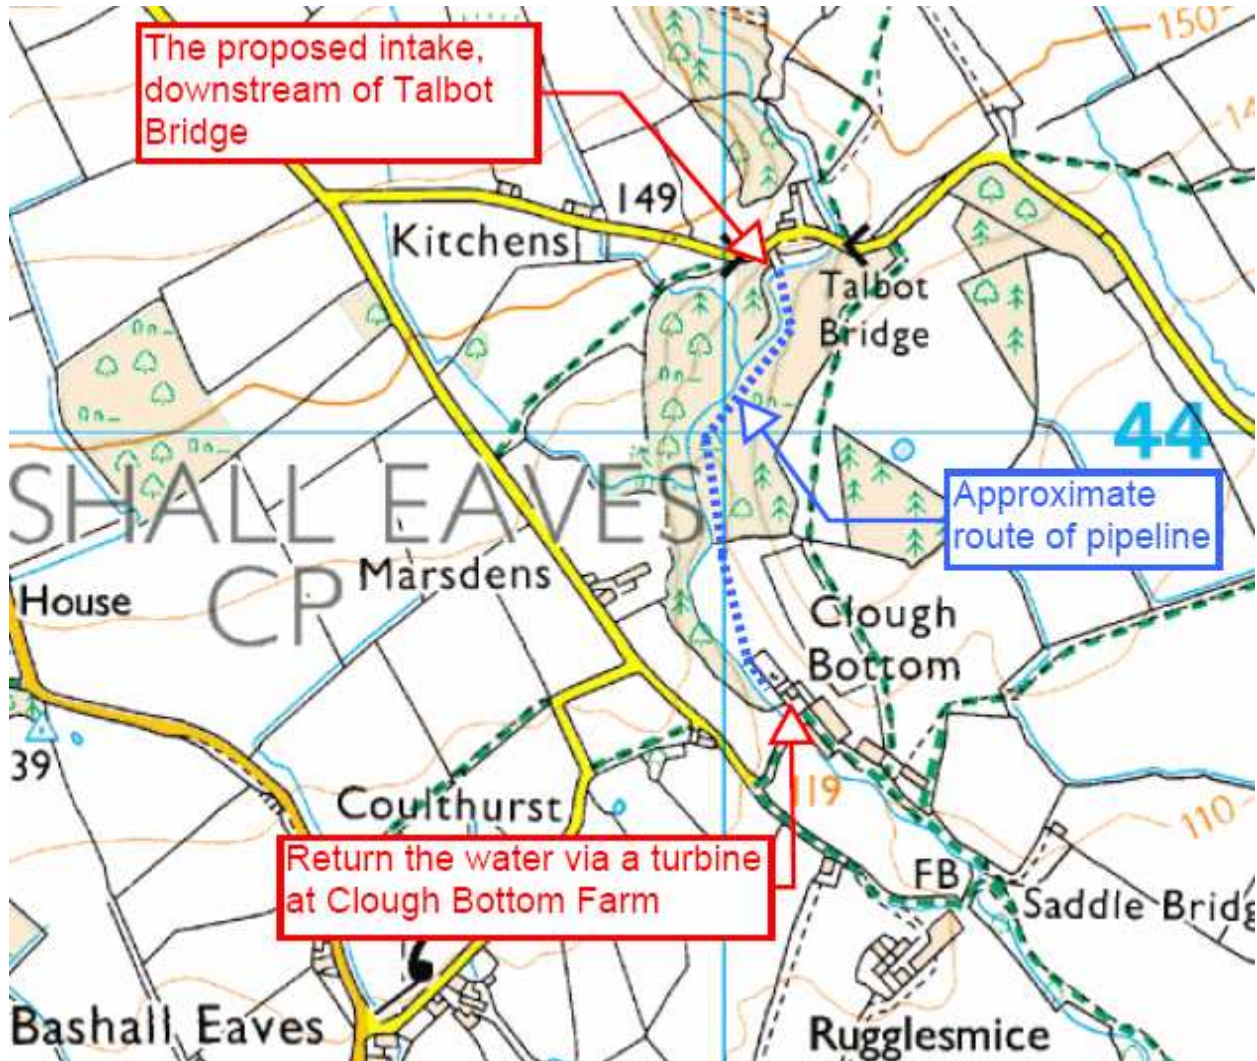 150
The proposed intake,
downstream of Talbot
Bridge
149
Kitchens
Talbot
Bridge
44
SHALL EAVES
CP
Approximate
route of pipeline
Marsdens
House
Clough
Bottom
39
119
Coulthurst
110
Return the water via a turbine
at Clough Bottom Farm
FB
Saddle Bridg
Bashall Eaves
Rugglesmice